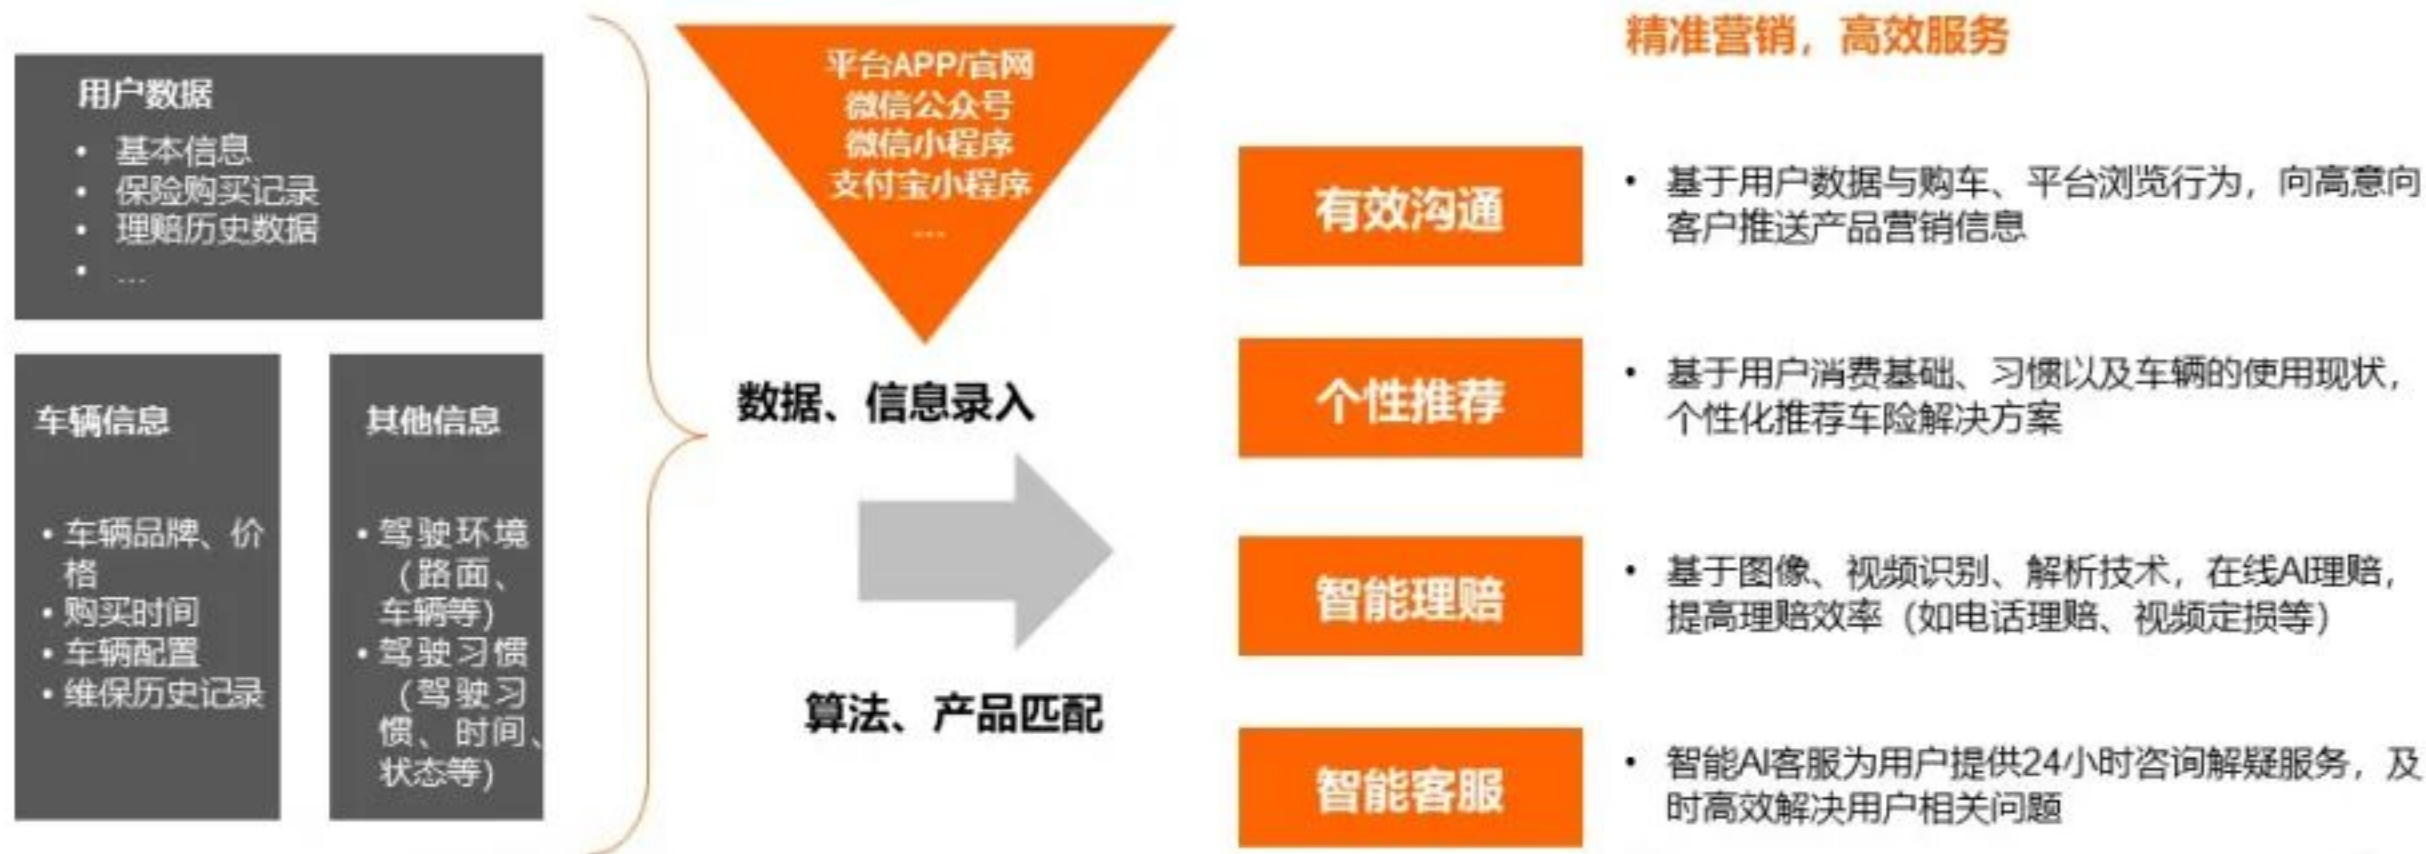 用户数据
• 基本信息
• 保险购买记录
• 理赔历史数据
• ...
车辆信息
• 车辆品牌、价
格
• 购买时间
• 车辆配置
• 维保历史记录
其他信息
• 驾驶环境
（路面、
车辆等）
• 驾驶习惯
（驾驶习
惯、时间、
状态等）
平台APP/官网
微信公众号
微信小程序
支付宝小程序
...
数据、信息录入
算法、产品匹配
精准营销，高效服务
有效沟通
• 基于用户数据与购车、平台浏览行为，向高意向
客户推送产品营销信息
个性推荐
• 基于用户消费基础、习惯以及车辆的使用现状，
个性化推荐车险解决方案
智能理赔
• 基于图像、视频识别、解析技术，在线AI理赔，
提高理赔效率（如电话理赔、视频定损等）
智能客服
• 智能AI客服为用户提供24小时咨询解疑服务，及
时高效解决用户相关问题